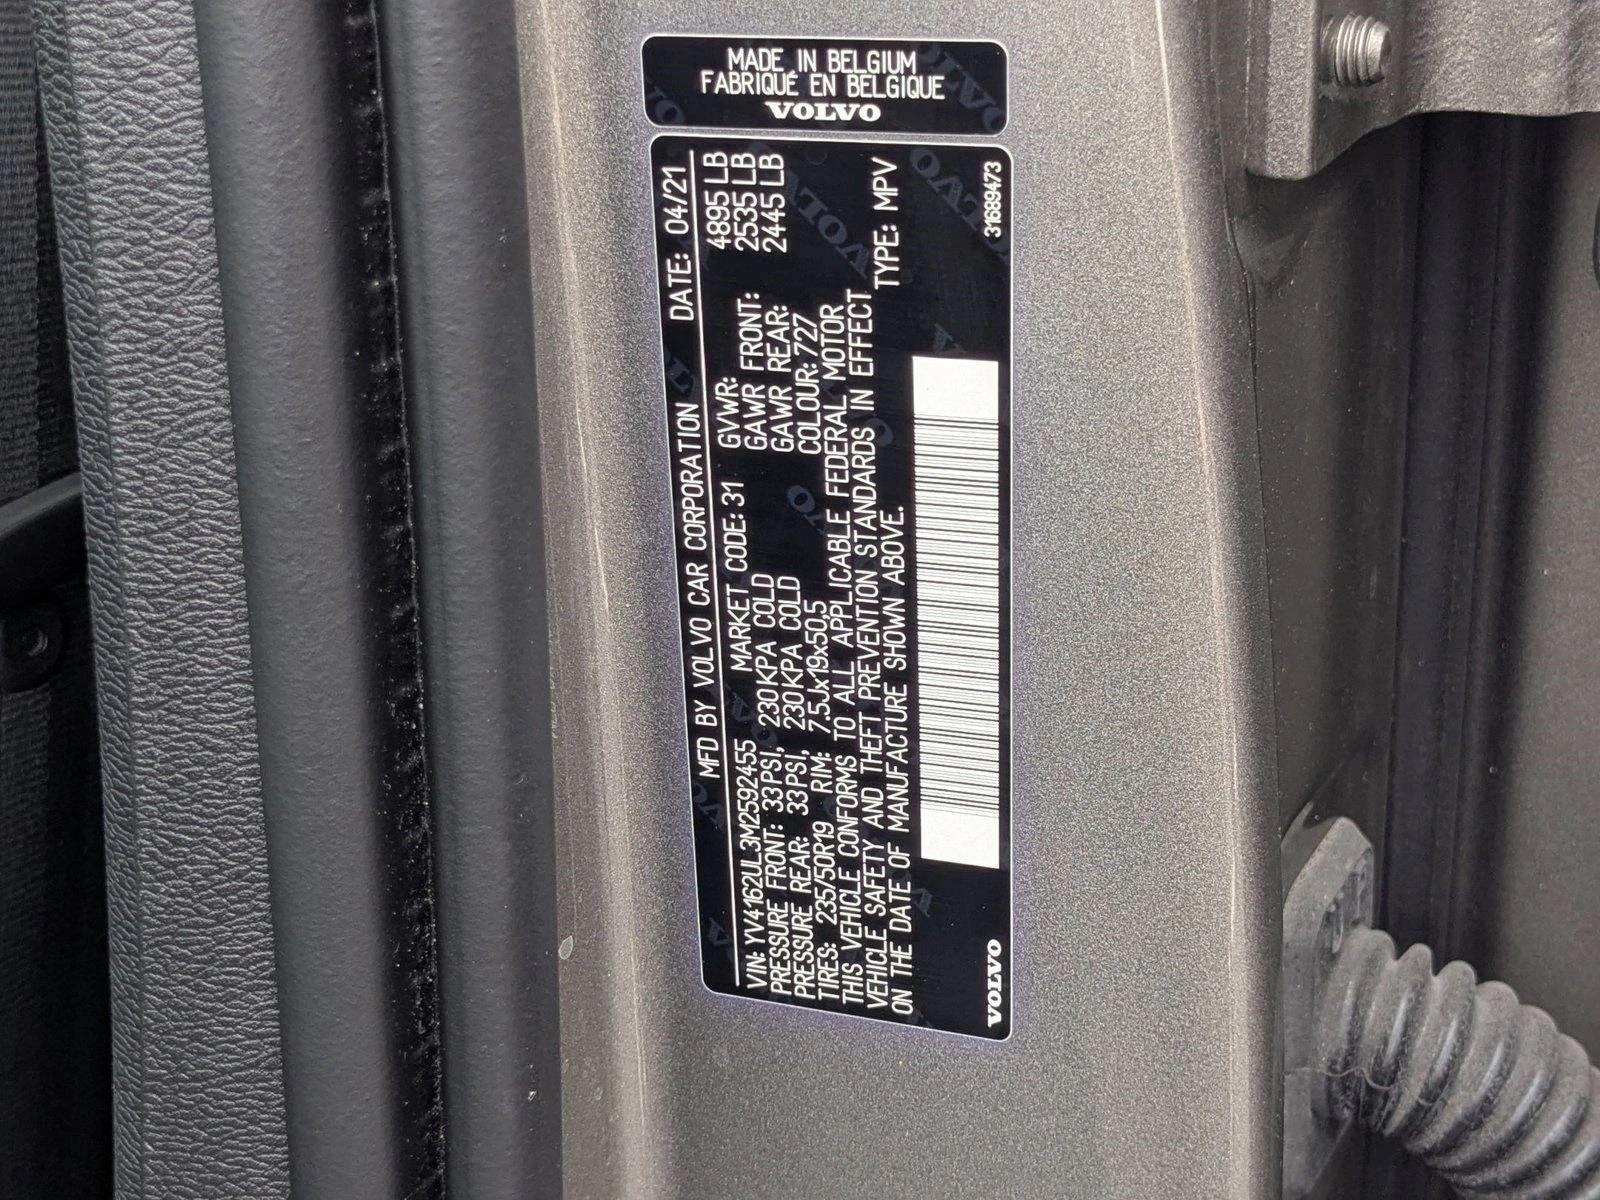 MADE IN BELGIUM
FABRIQUÉ EN BELGIQUE
VOLVO
MFD BY VOLVO CAR CORPORATION DATE: 04/21
VIN: YV4162UL3M2592455 MARKET CODE: 31 GVWR: 4895 LB
PRESSURE FRONT: 33PSI, 230KPA COLD GAWR FRONT: 2535 LB
PRESSURE REAR: 33PSI, 230KPA COLD GAWR REAR: 2445 LB
TIRES: 235/50R19 RIM: 7.5Jx19x50,5 COLOUR: 727
THIS VEHICLE CONFORMS TO ALL APPLICABLE FEDERAL MOTOR
VEHICLE SAFETY AND THEFT PREVENTION STANDARDS IN EFFECT
ON THE DATE OF MANUFACTURE SHOWN ABOVE. TYPE: MPV
VOLVO 31689473